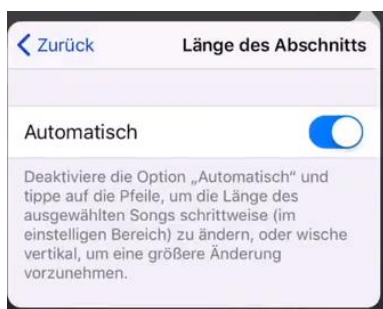 Zurück Länge des Abschnitts
Automatisch
Deaktiviere die Option „Automatisch“ und
tippe auf die Pfeile, um die Länge des
ausgewählten Songs schrittweise (im
einstelligen Bereich) zu ändern, oder wische
vertikal, um eine größere Änderung
vorzunehmen.